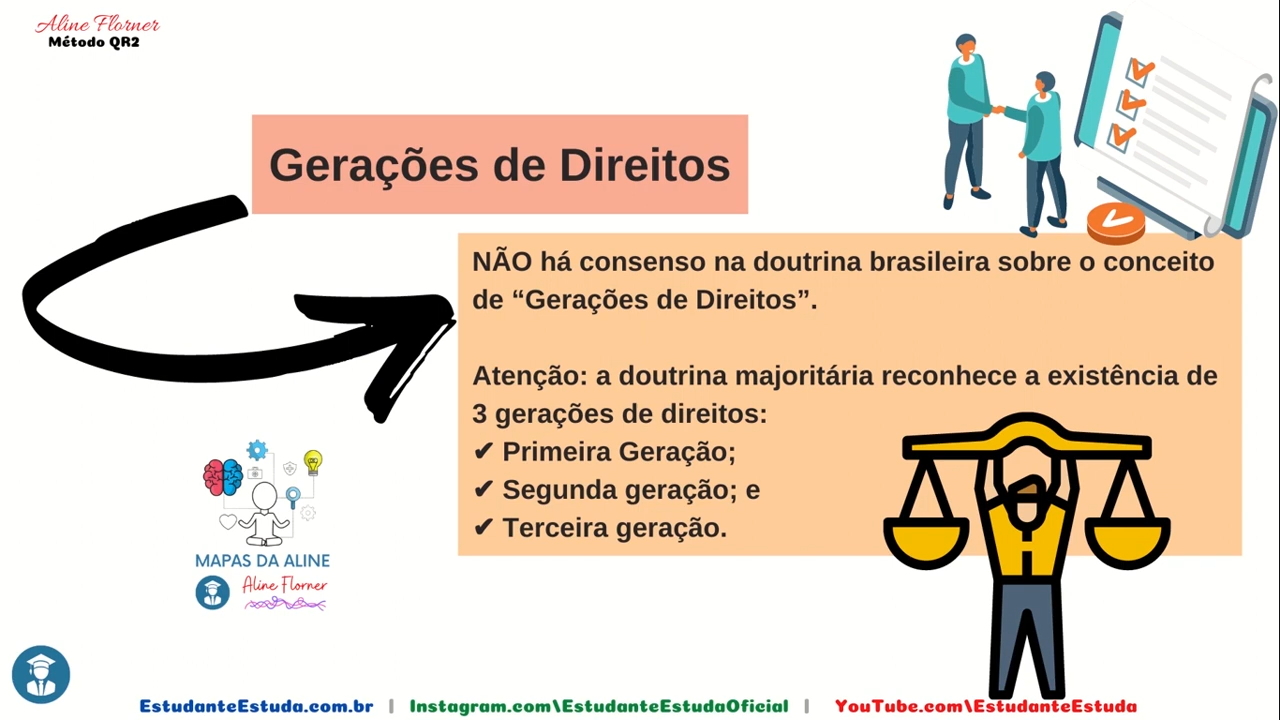 Aline Florner
Método QR2
Gerações de Direitos
NÃO há consenso na doutrina brasileira sobre o conceito
de “Gerações de Direitos”.
Atenção: a doutrina majoritária reconhece a existência de
3 gerações de direitos:
✔ Primeira Geração;
✔ Segunda geração; e
✔ Terceira geração.
MAPAS DA ALINE
Aline Florner
EstudanteEstuda.com.br | Instagram.com\EstudanteEstudaOficial | YouTube.com\EstudanteEstuda